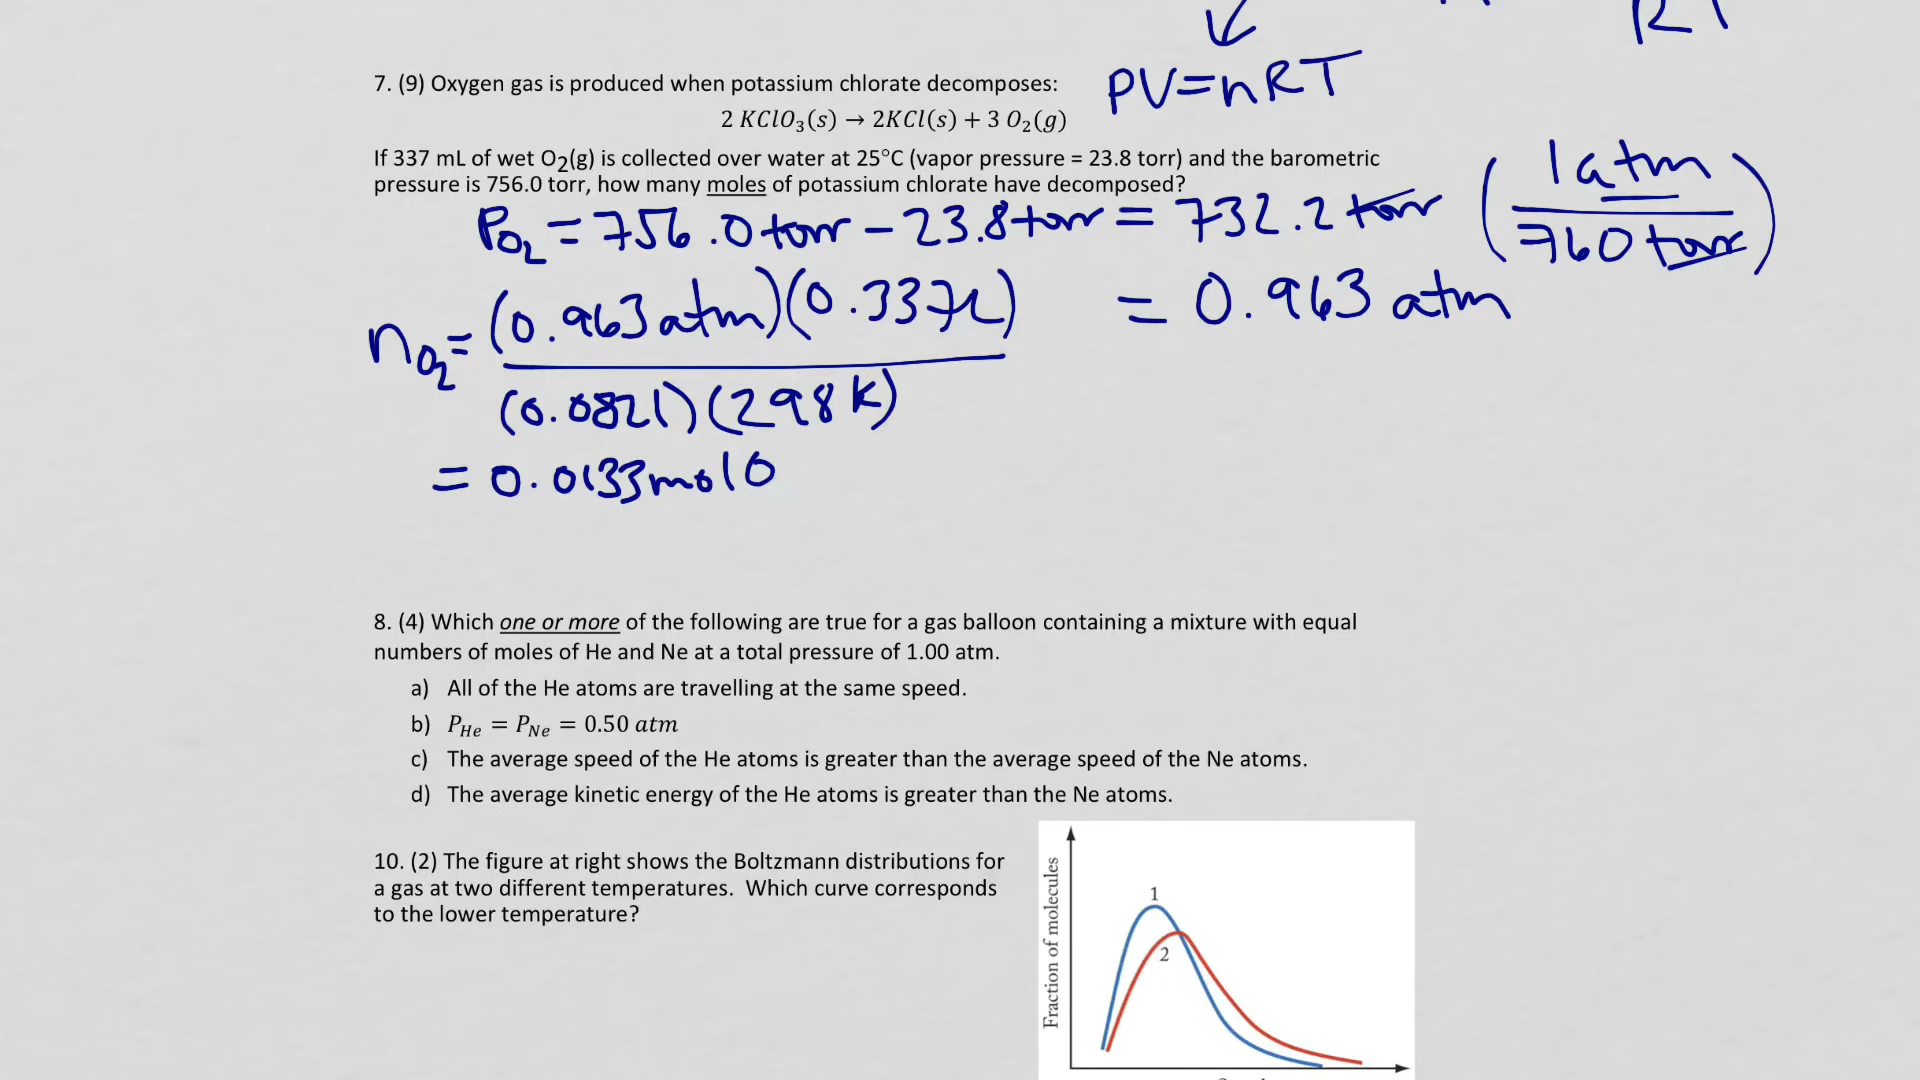 RT
PV=nRT
7. (9) Oxygen gas is produced when potassium chlorate decomposes:
2 KClO₃(s) → 2KCl(s) + 3 O₂(g)
If 337 mL of wet O₂(g) is collected over water at 25°C (vapor pressure = 23.8 torr) and the barometric
pressure is 756.0 torr, how many moles of potassium chlorate have decomposed?
P_O₂ = 756.0 torr − 23.8 torr = 732.2 torr (1 atm / 760 torr)
= 0.963 atm
n_O₂ = (0.963 atm)(0.337L)
(0.0821)(298K)
= 0.0133 mol O
8. (4) Which one or more of the following are true for a gas balloon containing a mixture with equal
numbers of moles of He and Ne at a total pressure of 1.00 atm.
a) All of the He atoms are travelling at the same speed.
b) P_He = P_Ne = 0.50 atm
c) The average speed of the He atoms is greater than the average speed of the Ne atoms.
d) The average kinetic energy of the He atoms is greater than the Ne atoms.
10. (2) The figure at right shows the Boltzmann distributions for
a gas at two different temperatures. Which curve corresponds
to the lower temperature?
Fraction of molecules
1
2